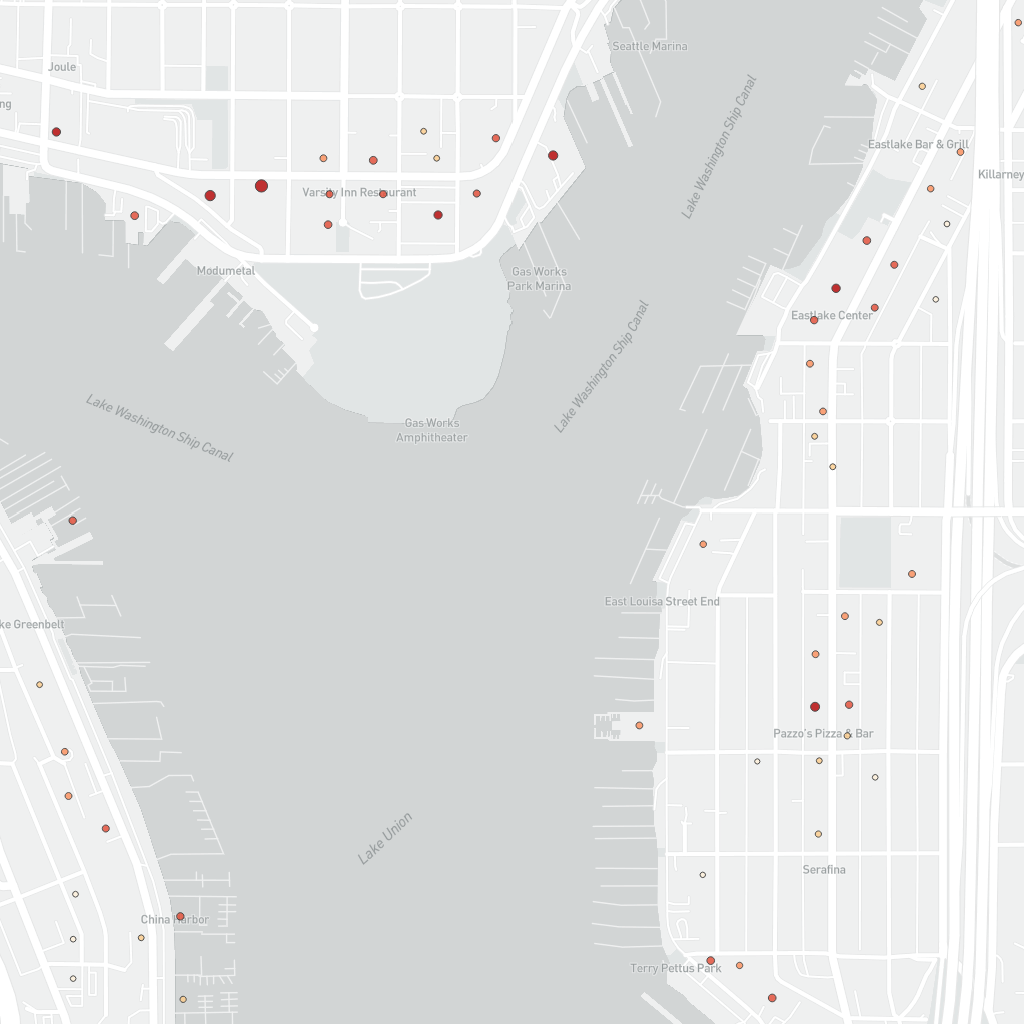 Seattle Marina
Joule
ng
Lake Washington Ship Canal
Eastlake Bar & Grill
Killarney
Varsity Inn Restaurant
Modumetal
Gas Works
Park Marina
Eastlake Center
Lake Washington Ship Canal
Lake Washington Ship Canal
Gas Works
Amphitheater
East Louisa Street End
ke Greenbelt
Pazzo's Pizza & Bar
Lake Union
Serafina
China Harbor
Terry Pettus Park